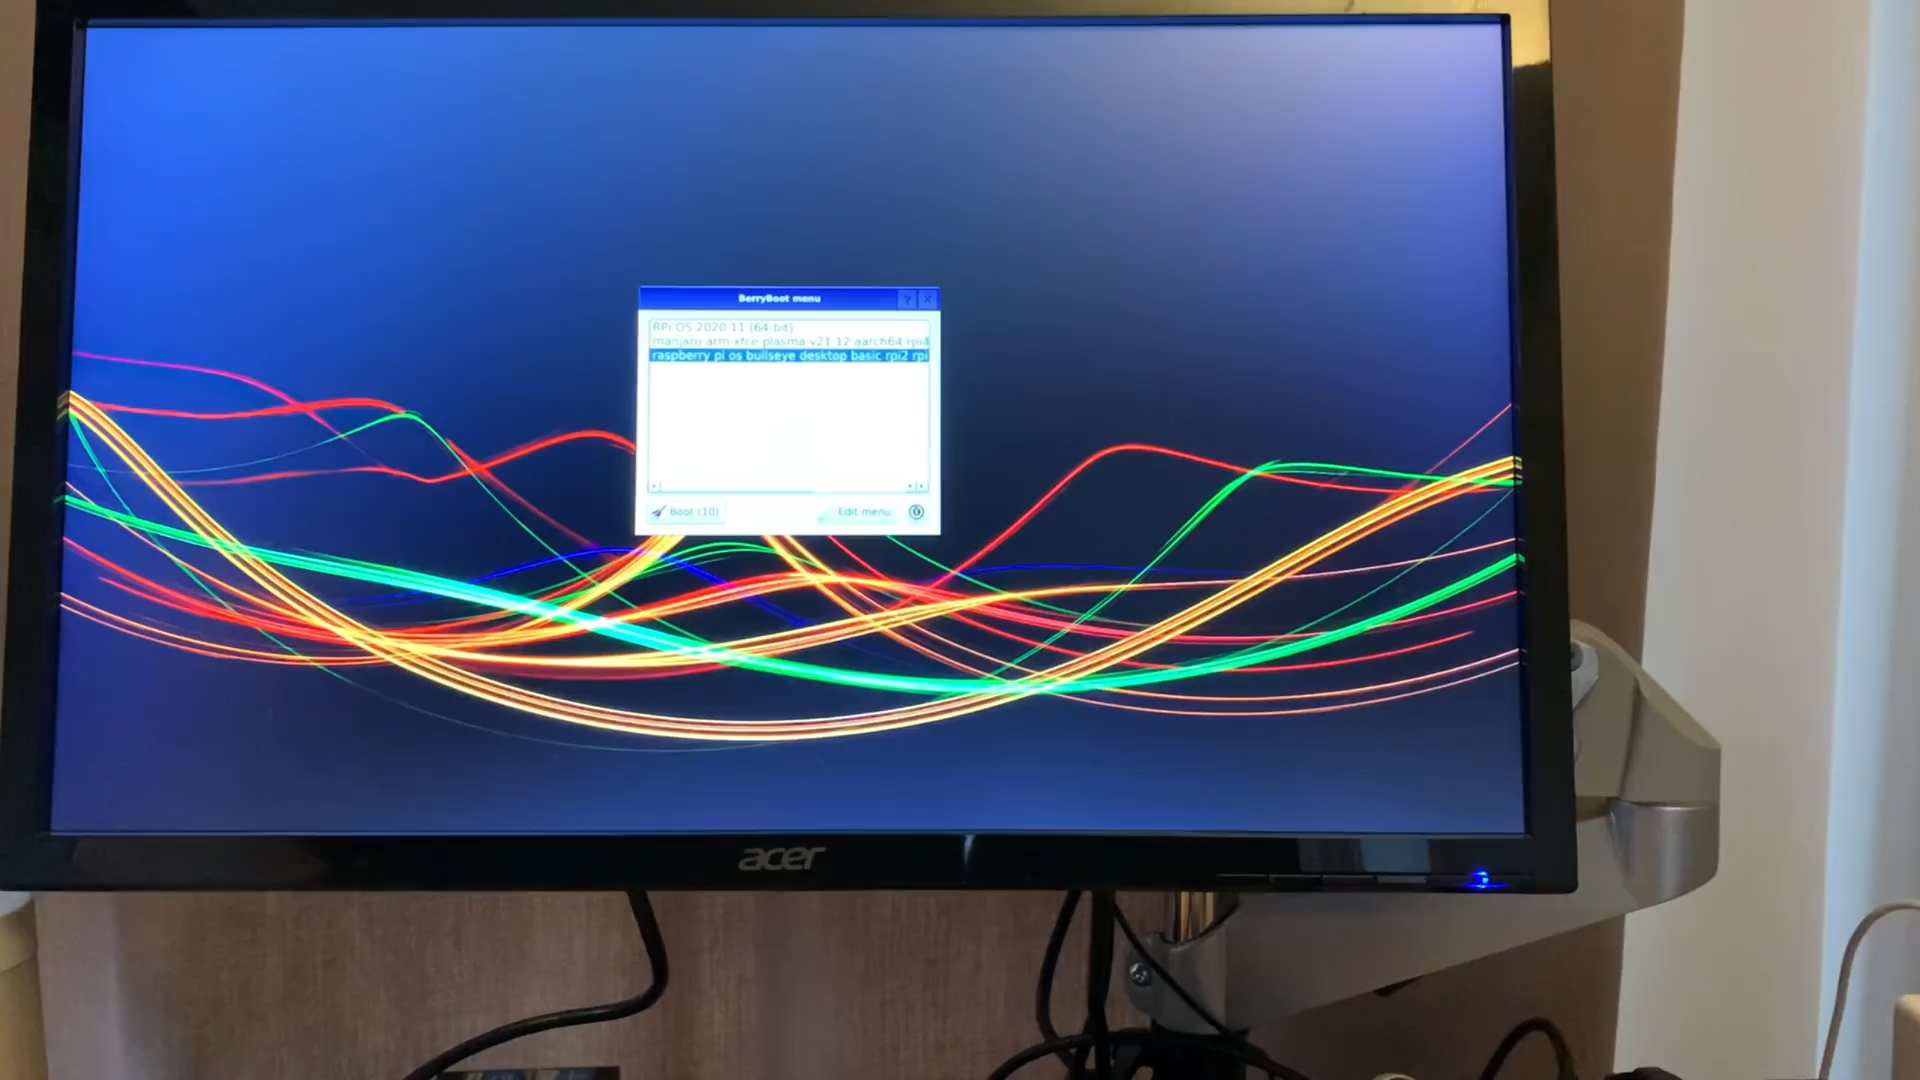 BerryBoot menu
RPi OS 2020 11 [64-bit]
manjaro arm xfce plasma v21 12 aarch64 rpi4
raspberry pi os bullseye desktop basic rpi2 rpi
Boot (10)
Edit menu
acer